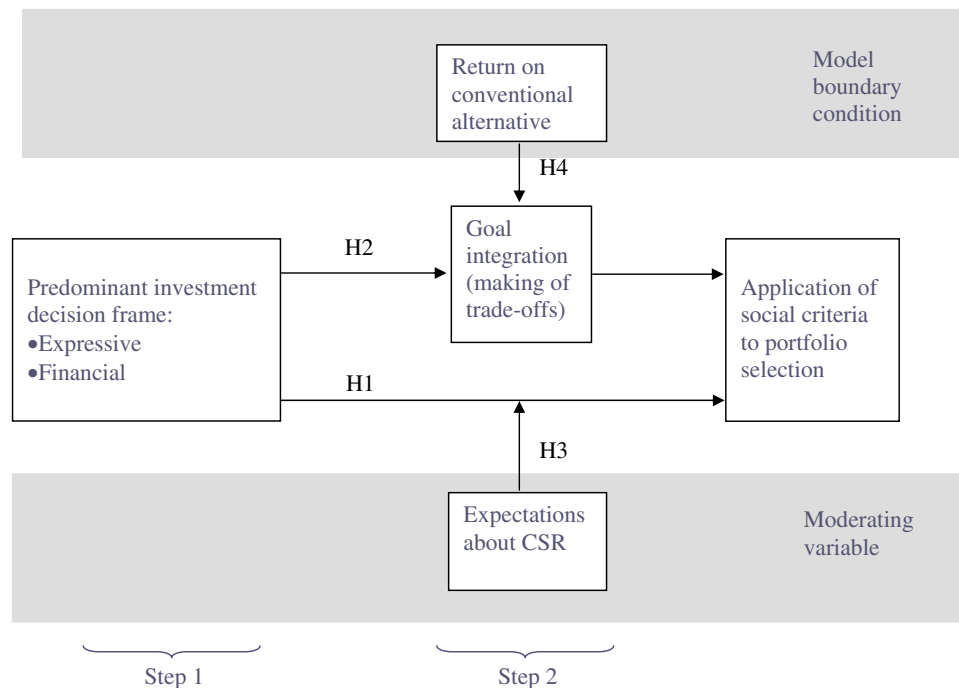 Return on
conventional
alternative
Model
boundary
condition
H4
Goal
integration
(making of
trade-offs)
H2
Predominant investment
decision frame:
•Expressive
•Financial
Application of
social criteria
to portfolio
selection
H1
H3
Expectations
about CSR
Moderating
variable
Step 1
Step 2